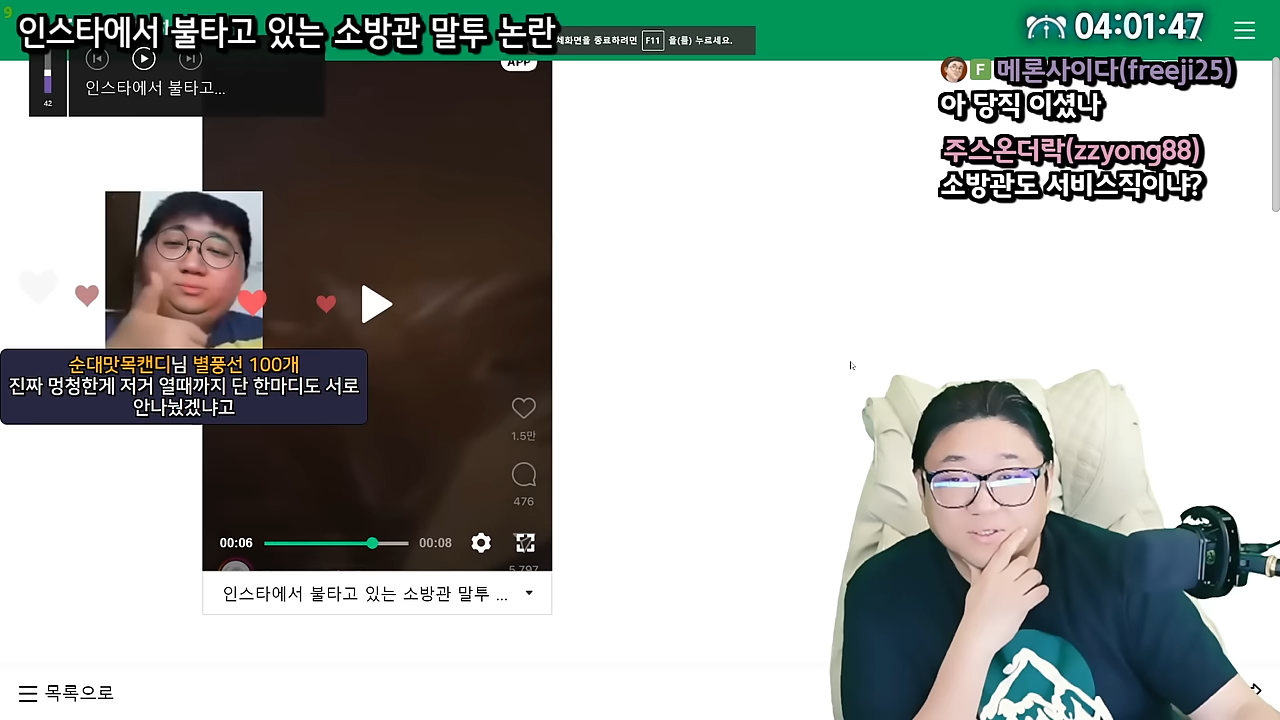 9
인스타에서 불타고 있는 소방관 말투 논란
체화면을 종료하려면 F11 을(를) 누르세요.
04:01:47
42
인스타에서 불타고...
APP
F 메론사이다(freeji25)
아 당직 이셨나
주스온더락(zzyong88)
소방관도 서비스직이냐?
순대맛목캔디님 별풍선 100개
진짜 멍청한게 저거 열때까지 단 한마디도 서로
안나눴겠냐고
1.5만
476
00:06
00:08
5,797
인스타에서 불타고 있는 소방관 말투 ...
목록으로